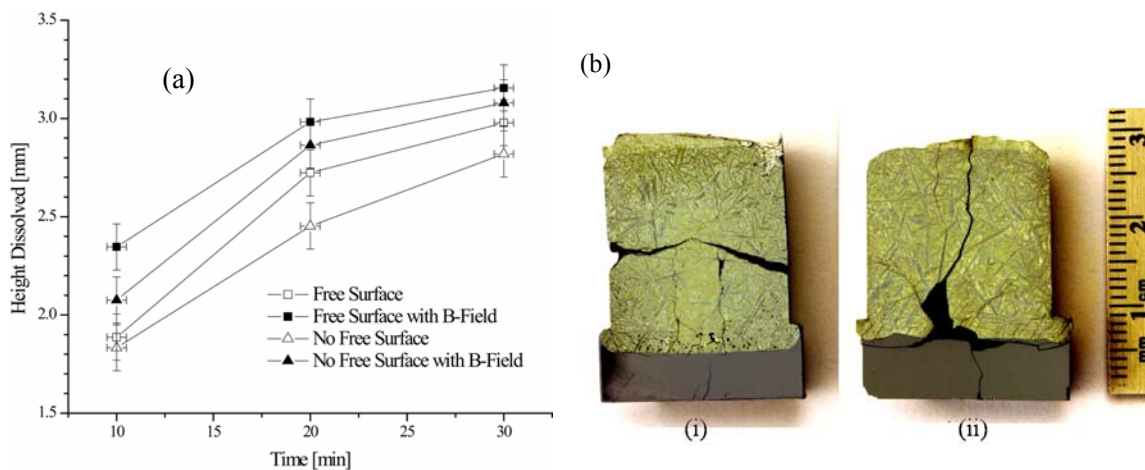 (a)
3.5
3.0
2.5
2.0
1.5
Height Dissolved [mm]
Free Surface
Free Surface with B-Field
No Free Surface
No Free Surface with B-Field
10
15
20
25
30
Time [min]
(b)
(i)
(ii)
3
2
cm
1
mm